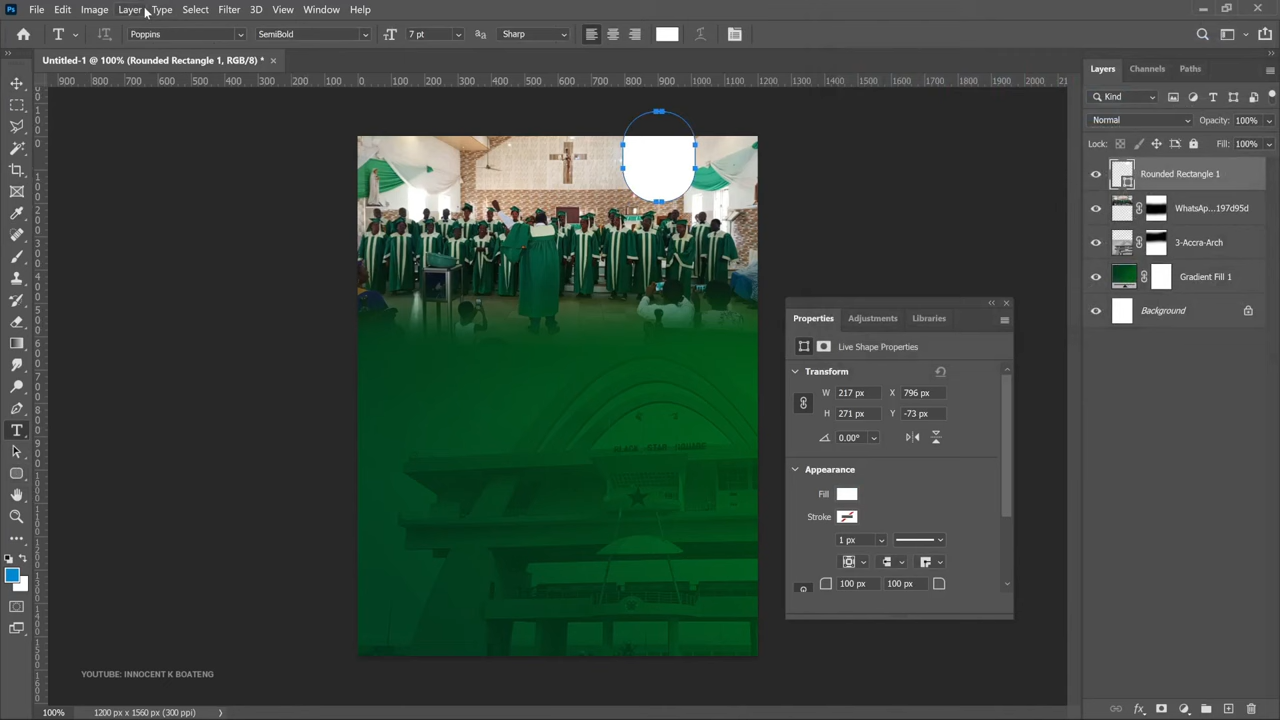 Ps File Edit Image Layer Type Select Filter 3D View Window Help
Poppins SemiBold 7 pt Sharp
Untitled-1 @ 100% (Rounded Rectangle 1, RGB/8) * ×
900 800 700 600 500 400 300 200 100 0 100 200 300 400 500 600 700 800 900 1000 1100 1200 1300 1400 1500 1600 1700 1800 1900 2000
Layers Channels Paths
Kind
Normal Opacity: 100%
Lock: Fill: 100%
Rounded Rectangle 1
WhatsAp...197d95d
3-Accra-Arch
Gradient Fill 1
Background
Properties Adjustments Libraries
Live Shape Properties
Transform
W 217 px X 796 px
H 271 px Y -73 px
0.00°
Appearance
Fill
Stroke
1 px
100 px 100 px
BLACK STAR SQUARE
YOUTUBE: INNOCENT K BOATENG
100% 1200 px x 1560 px (300 ppi)